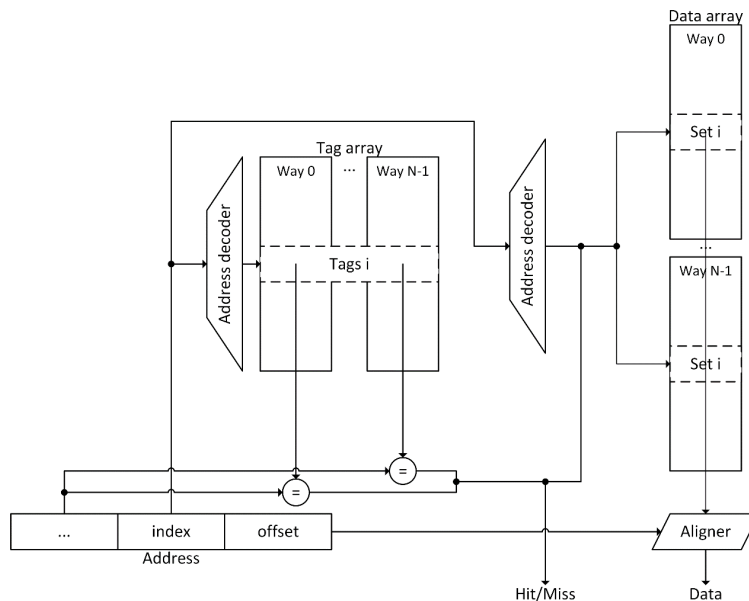 Data array
Way 0
Set i
...
Way N-1
Set i
Tag array
Way 0 ... Way N-1
Tags i
Address decoder
Address decoder
=
=
... index offset
Address
Aligner
Hit/Miss
Data